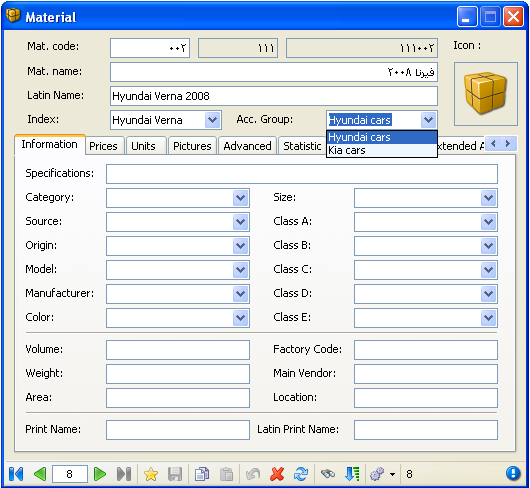 Material
Mat. code: ٠٠٢ ١١١ ١١١٠٠٢ Icon :
Mat. name: فيرنا ٢٠٠٨
Latin Name: Hyundai Verna 2008
Index: Hyundai Verna Acc. Group: Hyundai cars
Hyundai cars
Kia cars
Information Prices Units Pictures Advanced Statistic xtended A
Specifications:
Category: Size:
Source: Class A:
Origin: Class B:
Model: Class C:
Manufacturer: Class D:
Color: Class E:
Volume: Factory Code:
Weight: Main Vendor:
Area: Location:
Print Name: Latin Print Name:
8 8